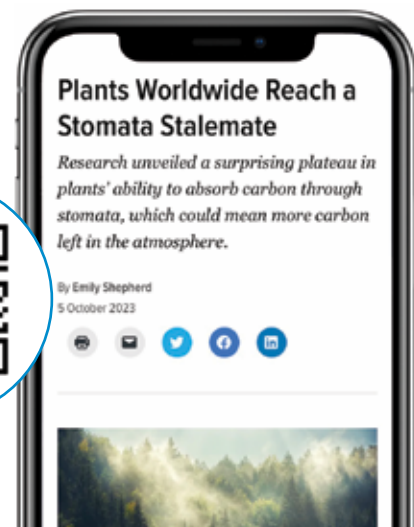 Plants Worldwide Reach a
Stomata Stalemate
Research unveiled a surprising plateau in
plants' ability to absorb carbon through
stomata, which could mean more carbon
left in the atmosphere.
By Emily Shepherd
5 October 2023
in